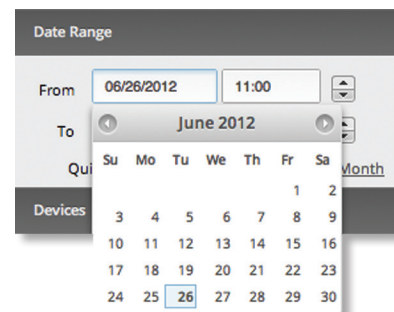 Date Range
From 06/26/2012 11:00
To
June 2012
Su Mo Tu We Th Fr Sa
1 2
3 4 5 6 7 8 9
10 11 12 13 14 15 16
17 18 19 20 21 22 23
24 25 26 27 28 29 30
Qui
Month
Devices